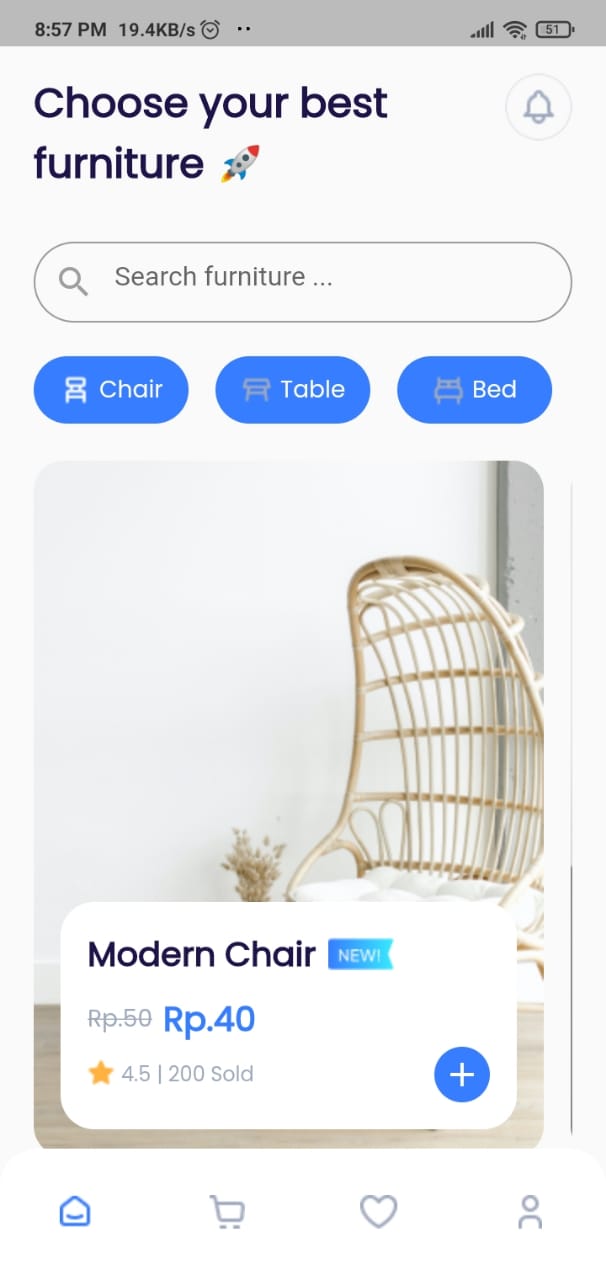 8:57 PM 19.4KB/s
51
Choose your best
furniture 🚀
Search furniture ...
Chair Table Bed
Modern Chair NEW!
Rp.50 Rp.40
4.5 | 200 Sold